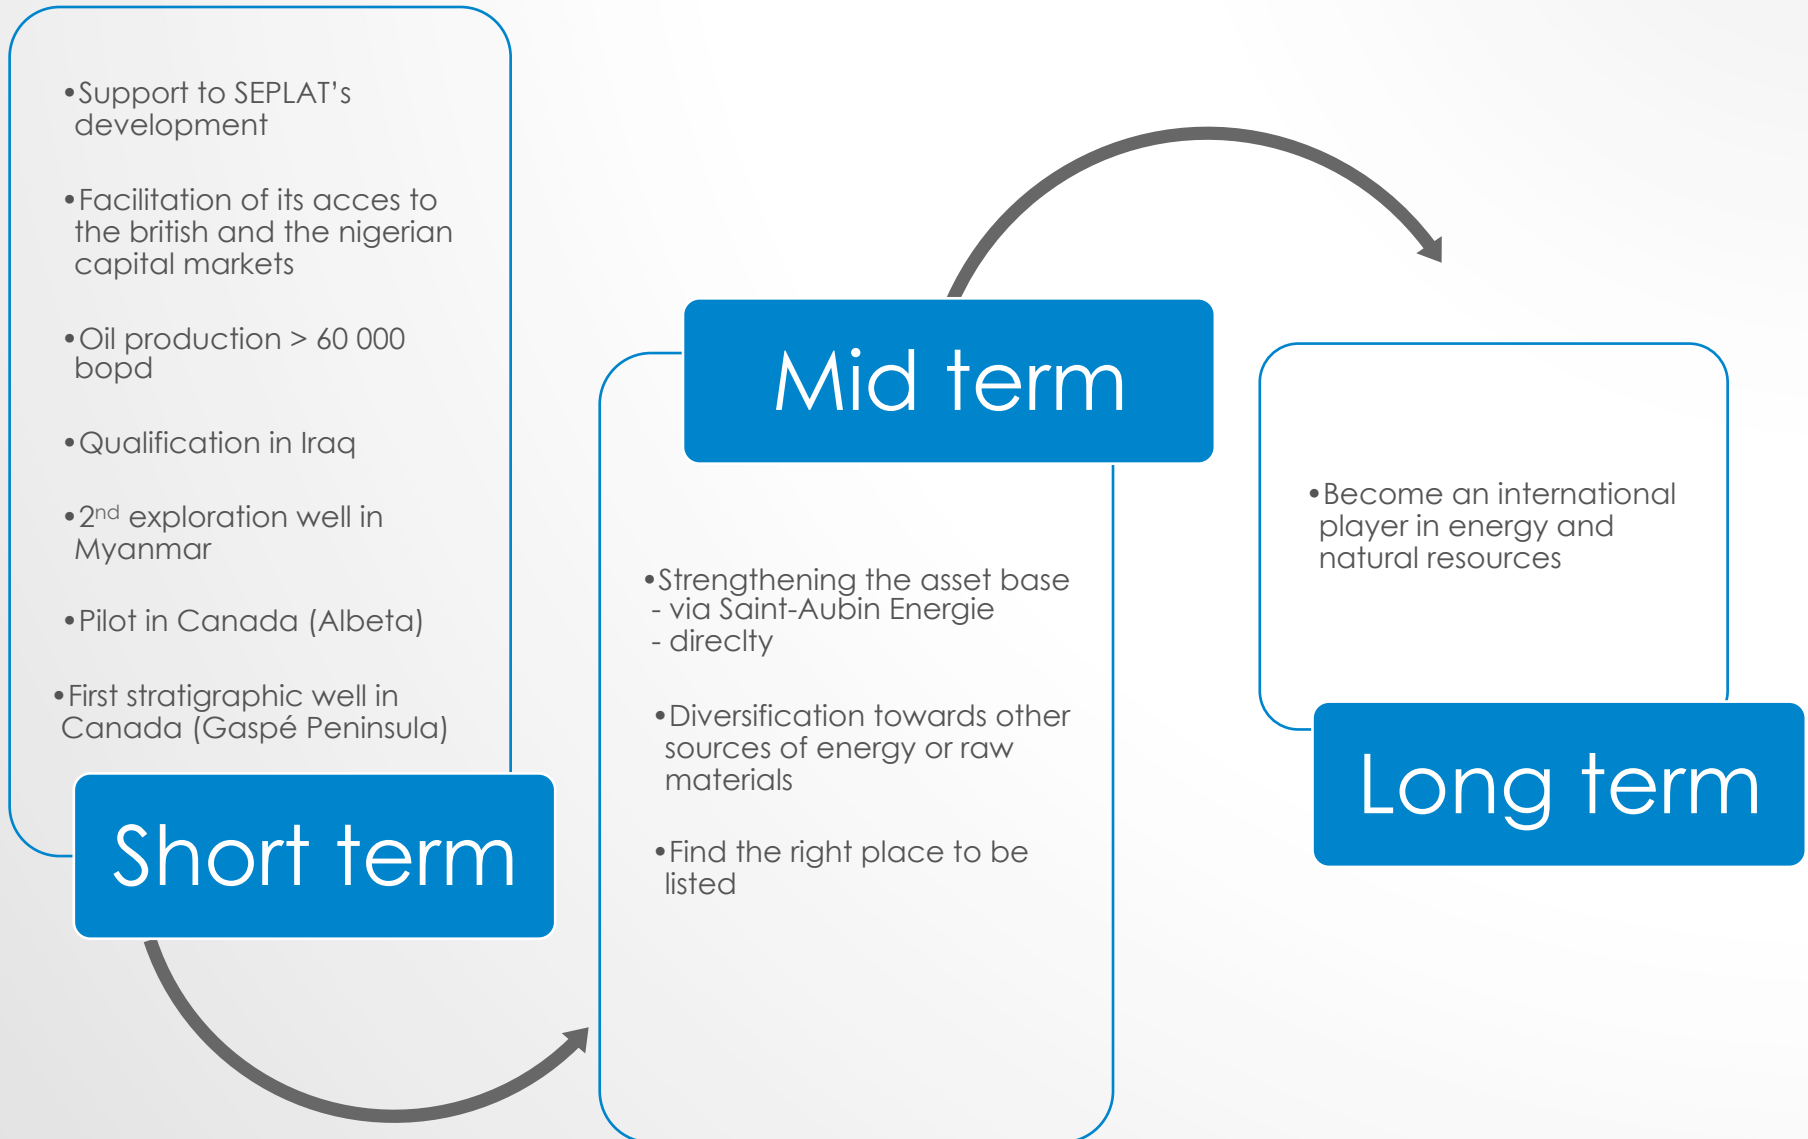 •Support to SEPLAT's
development
•Facilitation of its acces to
the british and the nigerian
capital markets
•Oil production > 60 000
bopd
•Qualification in Iraq
•2nd exploration well in
Myanmar
•Pilot in Canada (Albeta)
•First stratigraphic well in
Canada (Gaspé Peninsula)
Short term
Mid term
•Strengthening the asset base
- via Saint-Aubin Energie
- direclty
•Diversification towards other
sources of energy or raw
materials
•Find the right place to be
listed
•Become an international
player in energy and
natural resources
Long term